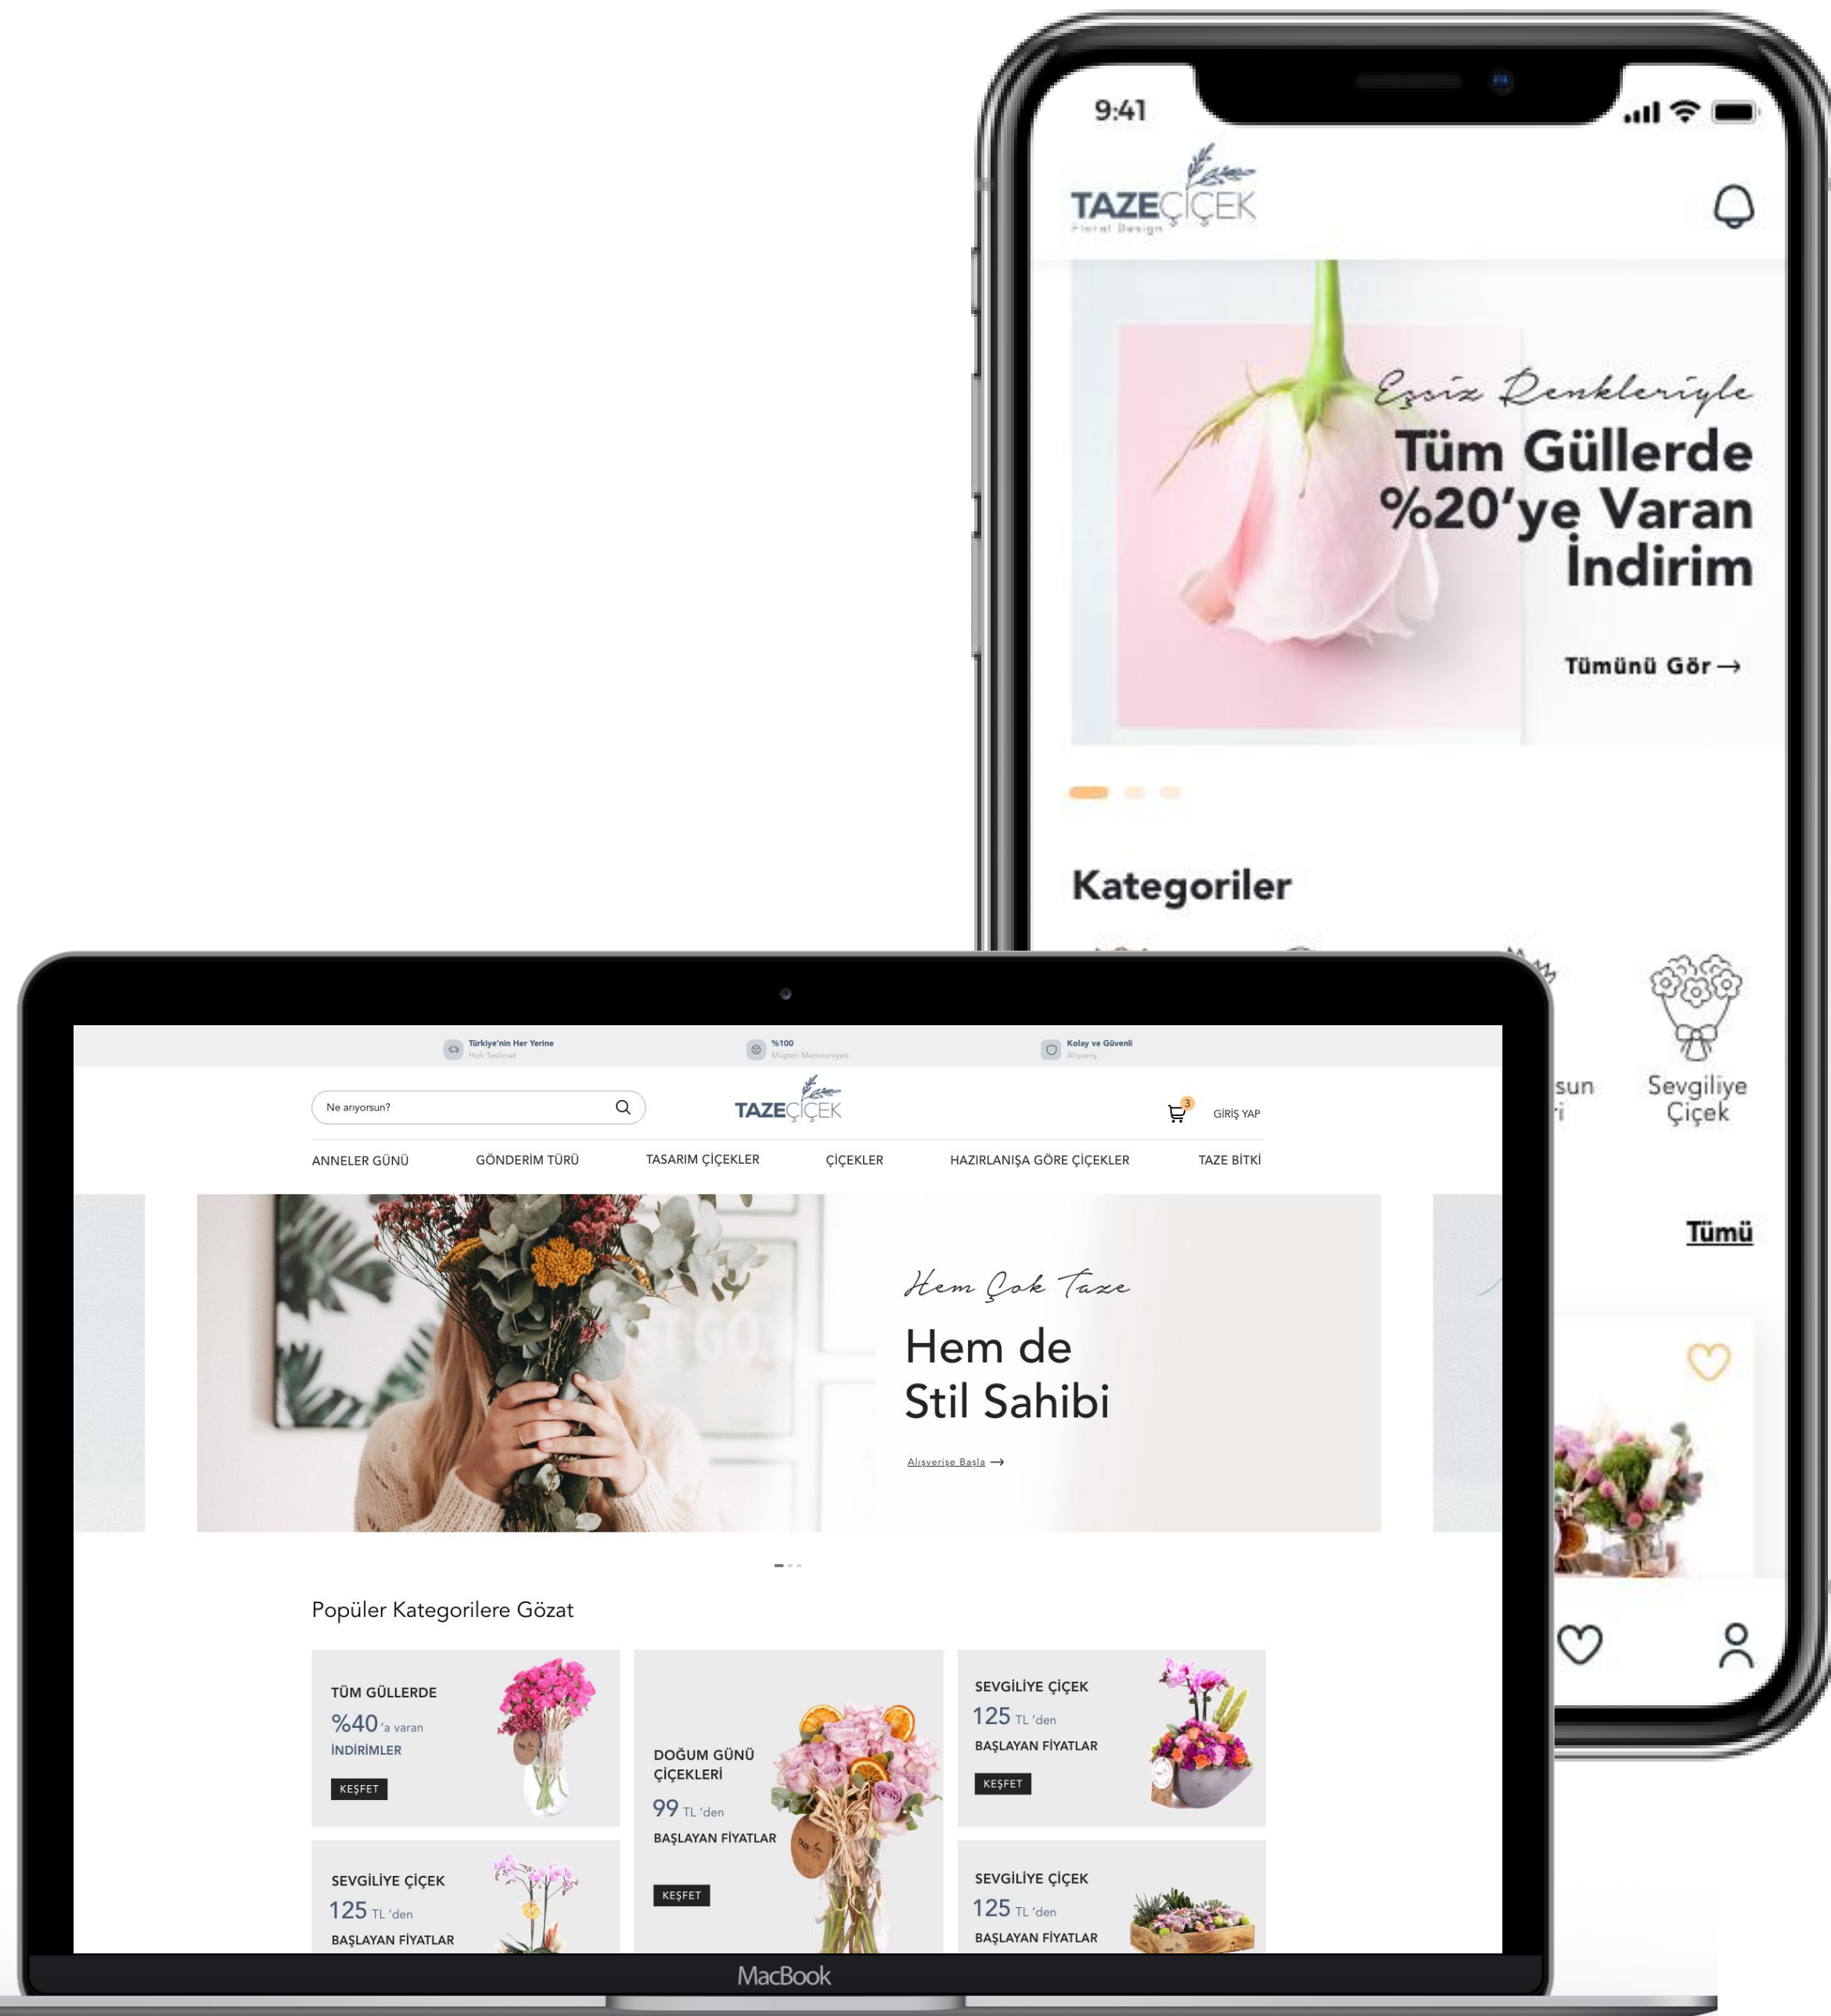 9:41
TAZEÇİÇEK
Floral Design
Eşsiz Renkleriyle
Tüm Güllerde
%20'ye Varan
İndirim
Tümünü Gör
Kategoriler
Sevgiliye
Çiçek
Tümü
Türkiye'nin Her Yerine
Hızlı Teslimat
%100
Müşteri Memnuniyeti
Kolay ve Güvenli
Alışveriş
Ne arıyorsun?
TAZEÇİÇEK
3
GİRİŞ YAP
ANNELER GÜNÜ
GÖNDERİM TÜRÜ
TASARIM ÇİÇEKLER
ÇİÇEKLER
HAZIRLANIŞA GÖRE ÇİÇEKLER
TAZE BİTKİ
Hem Çok Taze
Hem de
Stil Sahibi
Alışverişe Başla
Popüler Kategorilere Gözat
TÜM GÜLLERDE
%40 'a varan
İNDİRİMLER
KEŞFET
DOĞUM GÜNÜ
ÇİÇEKLERİ
99 TL 'den
BAŞLAYAN FİYATLAR
KEŞFET
SEVGİLİYE ÇİÇEK
125 TL 'den
BAŞLAYAN FİYATLAR
KEŞFET
SEVGİLİYE ÇİÇEK
125 TL 'den
BAŞLAYAN FİYATLAR
SEVGİLİYE ÇİÇEK
125 TL 'den
BAŞLAYAN FİYATLAR
MacBook